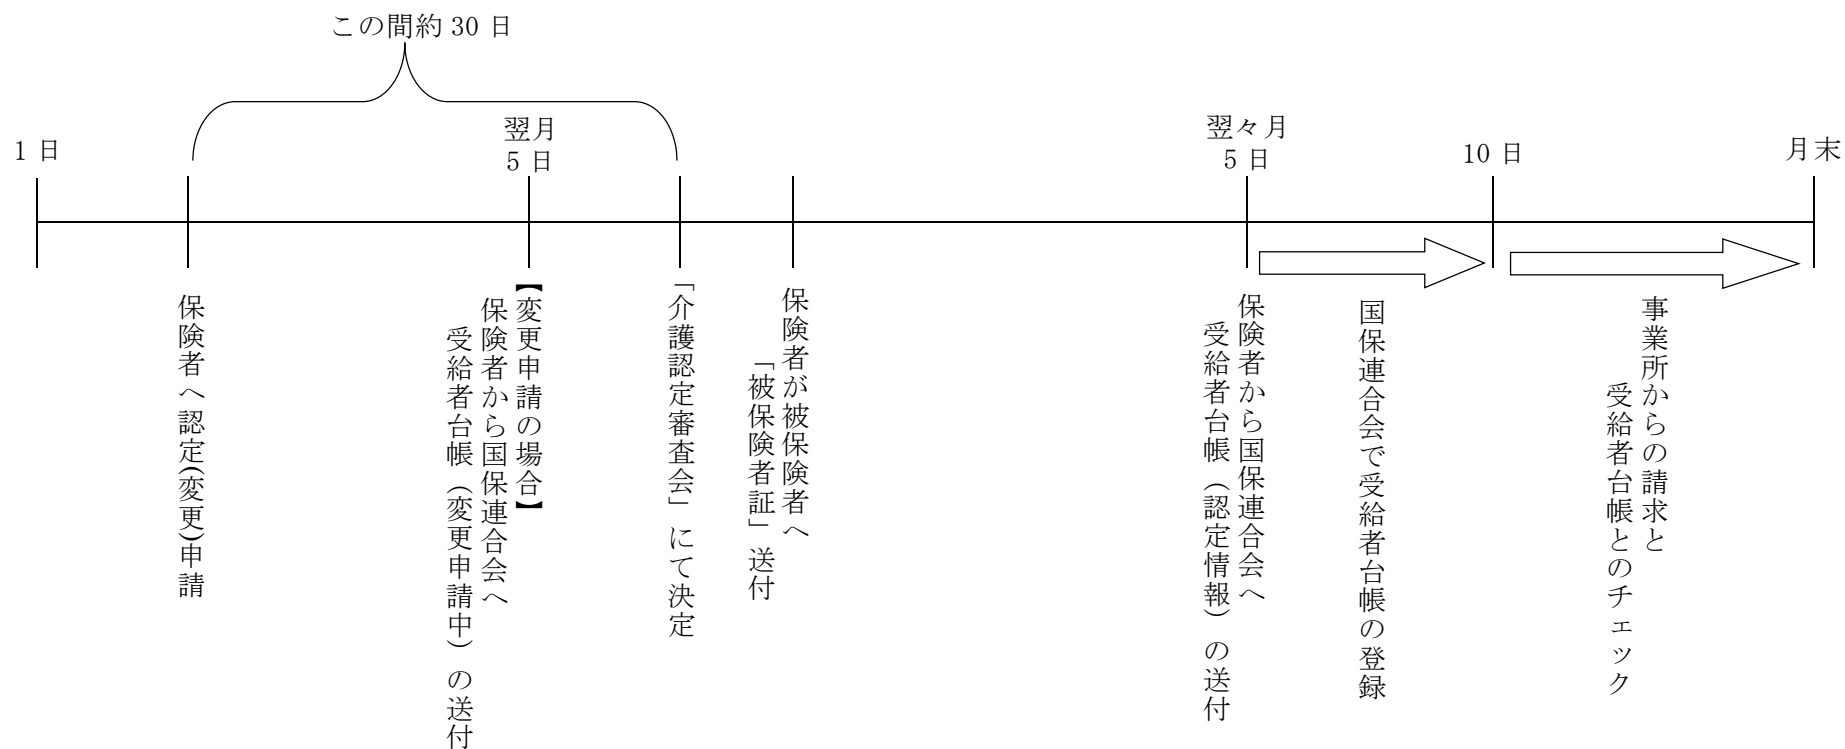 この間約 30 日
1 日
翌月
5 日
翌々月
5 日
10 日
月末
保険者へ認定(変更)申請
【変更申請の場合】
保険者から国保連合会へ
受給者台帳（変更申請中）の送付
「介護認定審査会」にて決定
保険者が被保険者へ
「被保険者証」送付
保険者から国保連合会へ
受給者台帳（認定情報）の送付
国保連合会で受給者台帳の登録
事業所からの請求と
受給者台帳とのチェック